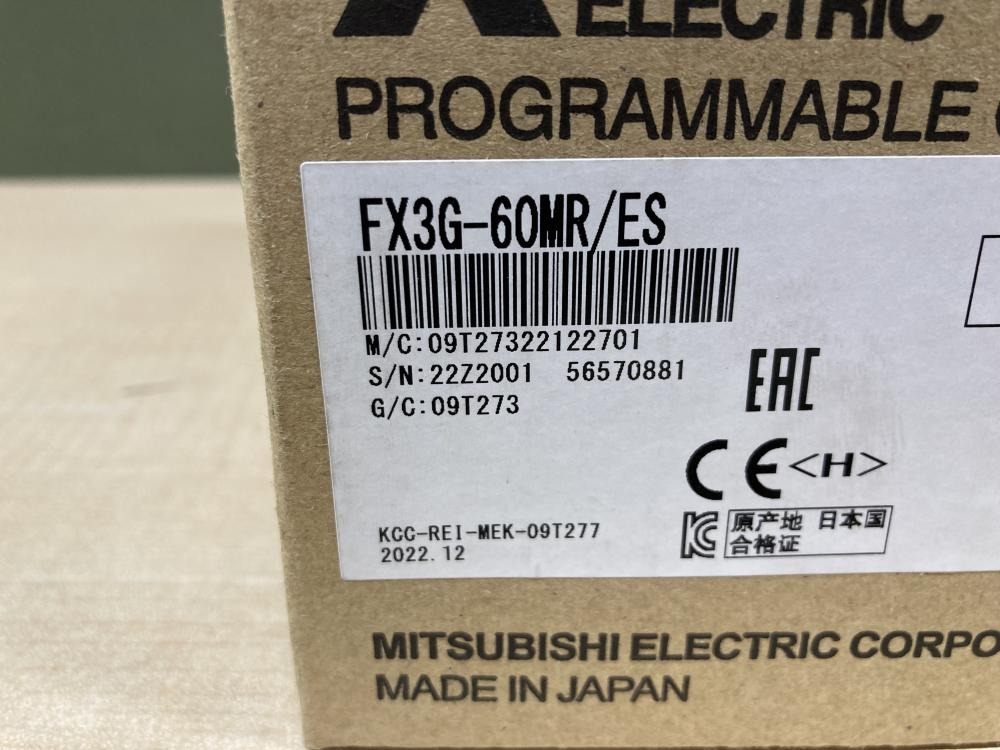 ELECTRIC
PROGRAMMABLE
FX3G-60MR/ES
M/C:09T27322122701
S/N:22Z2001 56570881
G/C:09T273
EAC
CE <H>
KCC-REI-MEK-09T277
2022.12
原产地 日本国
合格证
MITSUBISHI ELECTRIC CORPO
MADE IN JAPAN